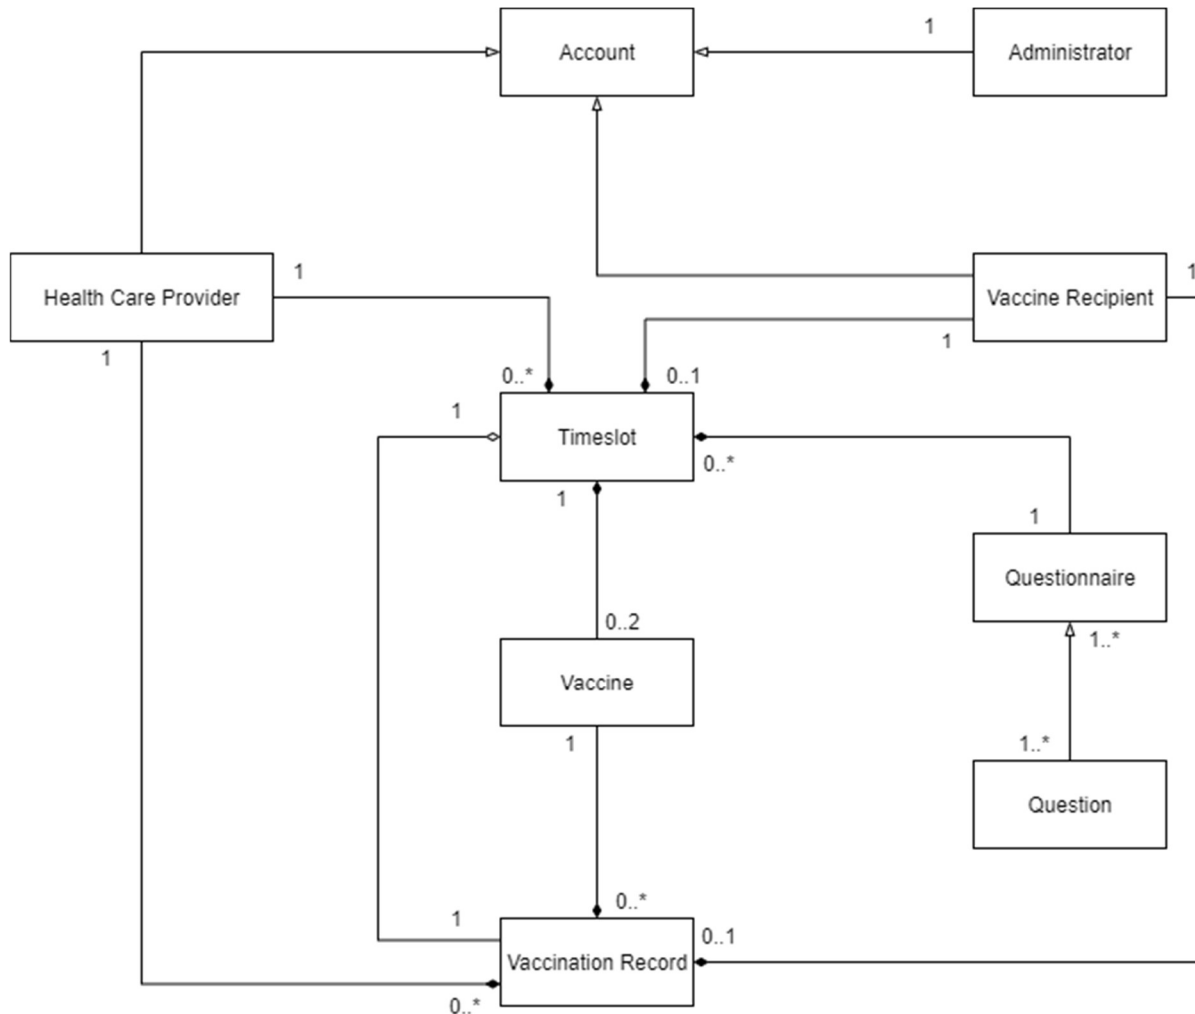 Account
1
Administrator
Health Care Provider
1
Vaccine Recipient
1
1
1
0..*
0..1
1
Timeslot
0..*
1
1
Questionnaire
0..2
1..*
Vaccine
1
1..*
Question
0..*
1
0..1
Vaccination Record
0..*